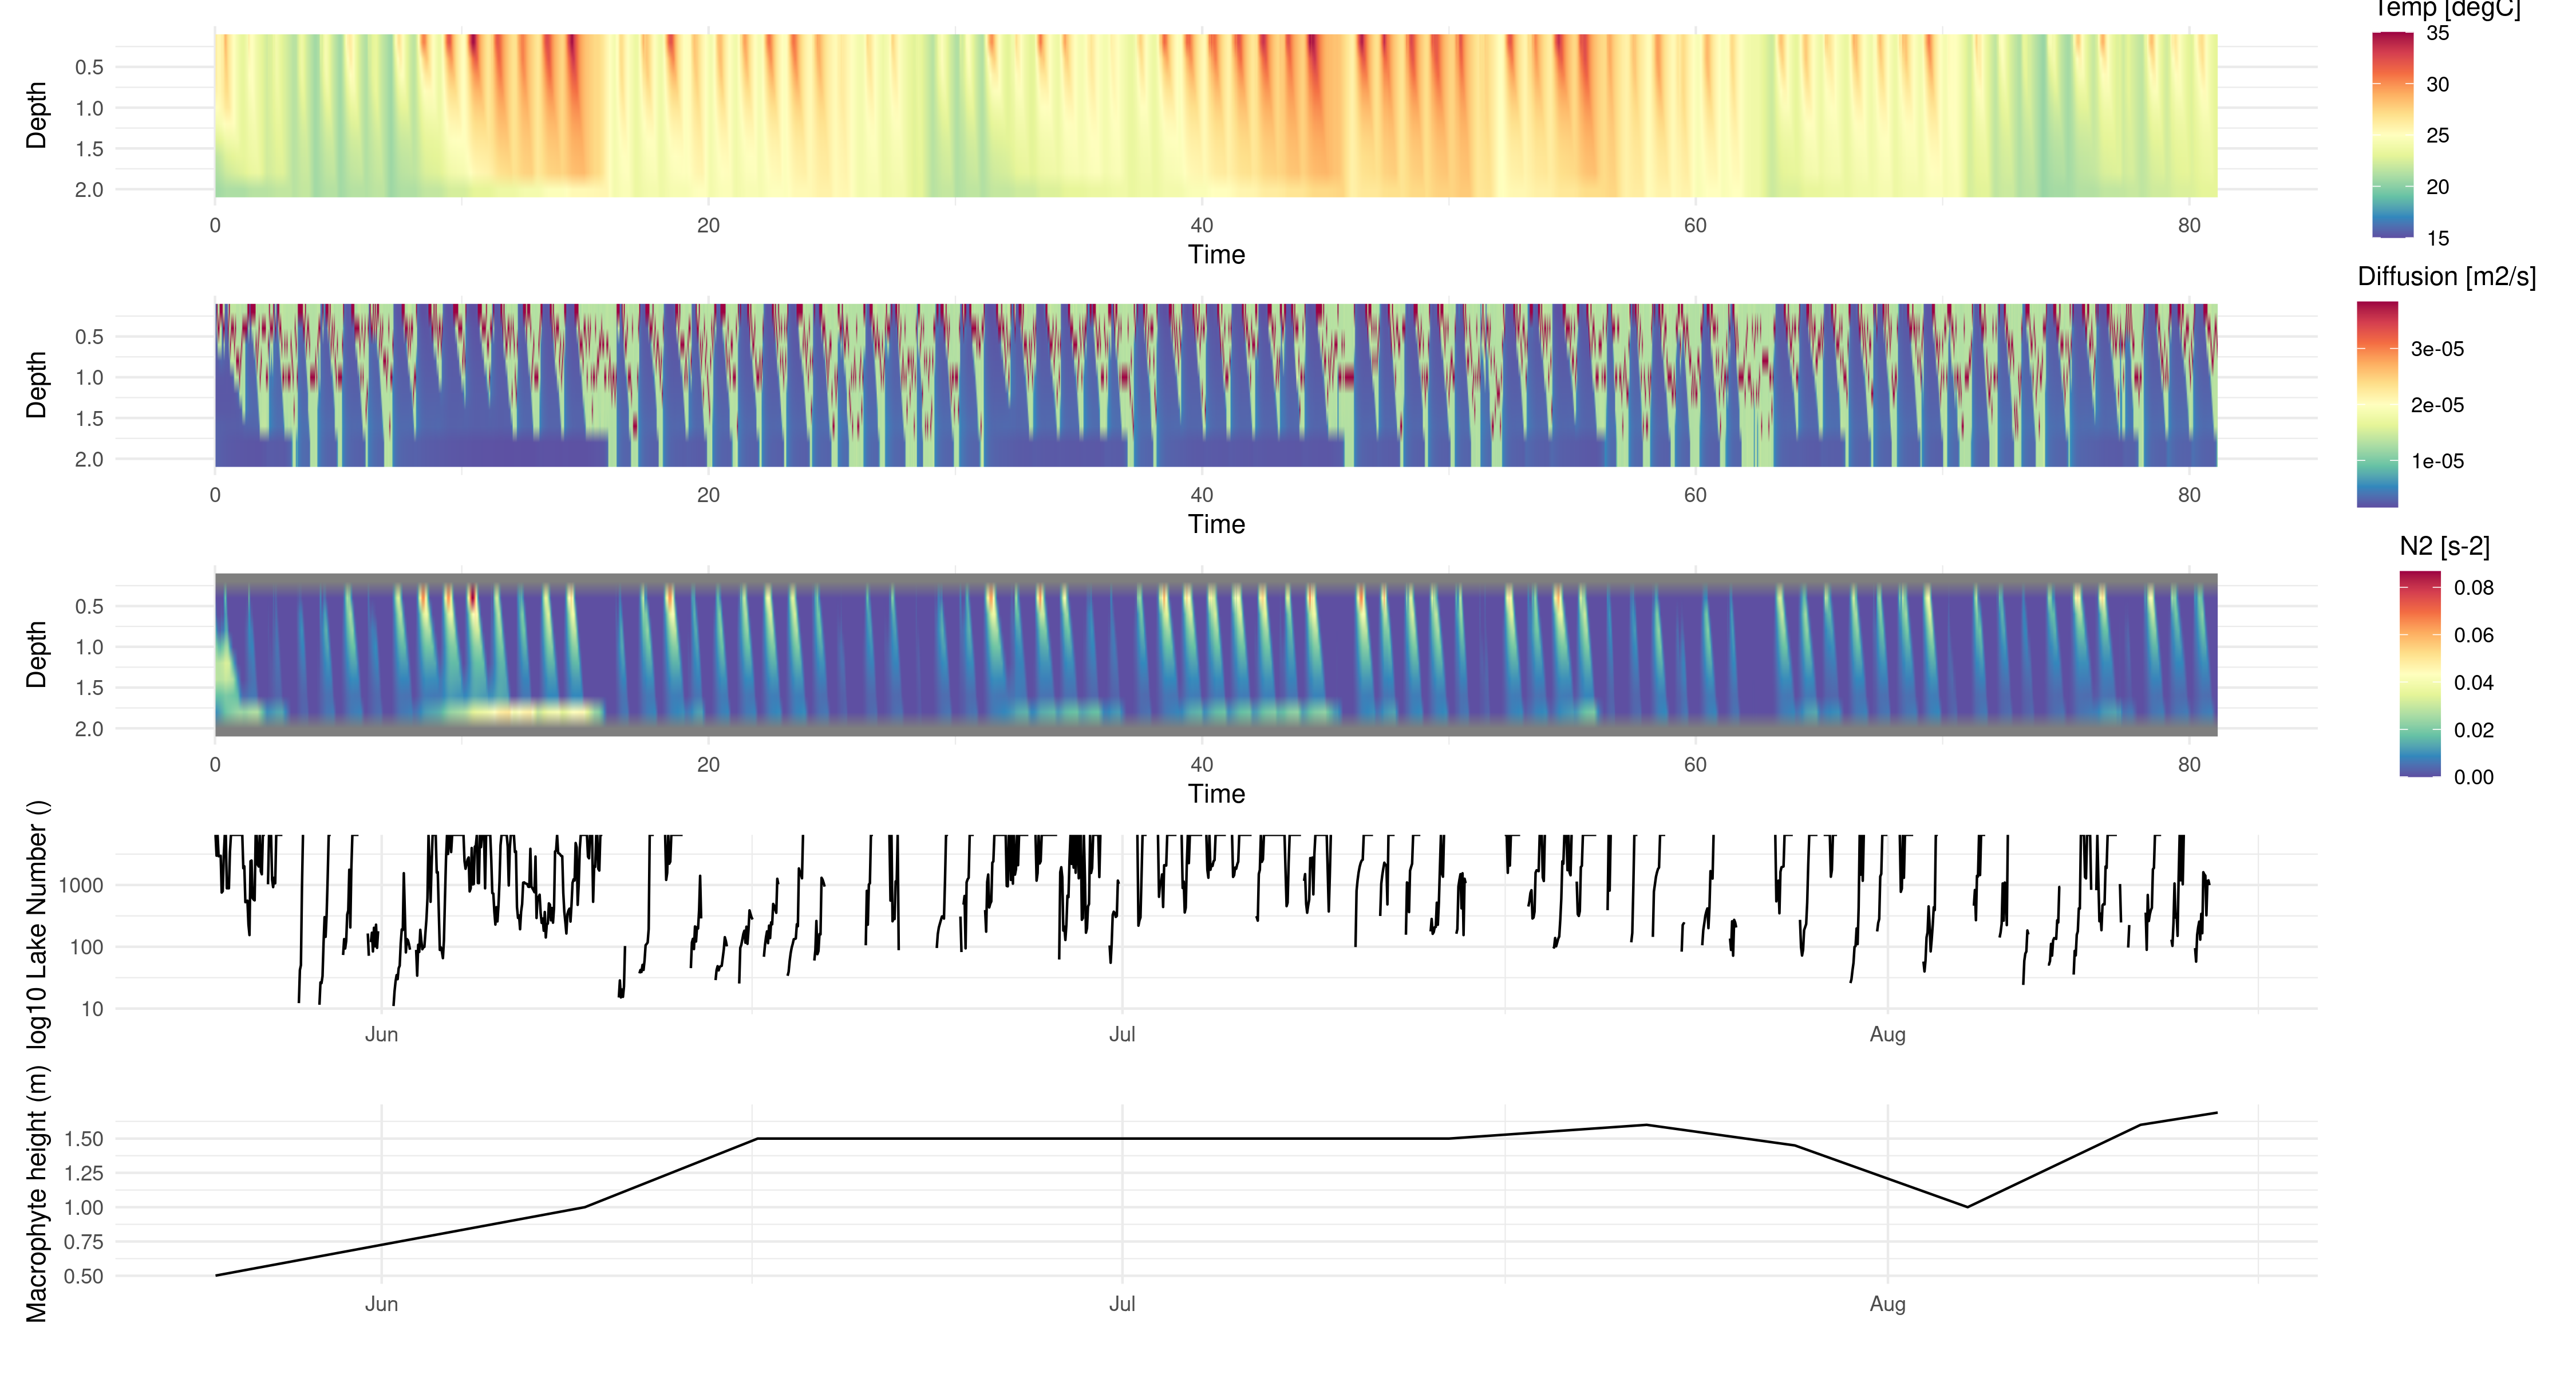 Temp [degC]
35
30
25
20
15
Depth
0.5
1.0
1.5
2.0
0 20 40 60 80
Time
Diffusion [m2/s]
3e-05
2e-05
1e-05
Depth
0.5
1.0
1.5
2.0
0 20 40 60 80
Time
N2 [s-2]
0.08
0.06
0.04
0.02
0.00
Depth
0.5
1.0
1.5
2.0
0 20 40 60 80
Time
log10 Lake Number ()
1000
100
10
Jun Jul Aug
Macrophyte height (m)
1.50
1.25
1.00
0.75
0.50
Jun Jul Aug